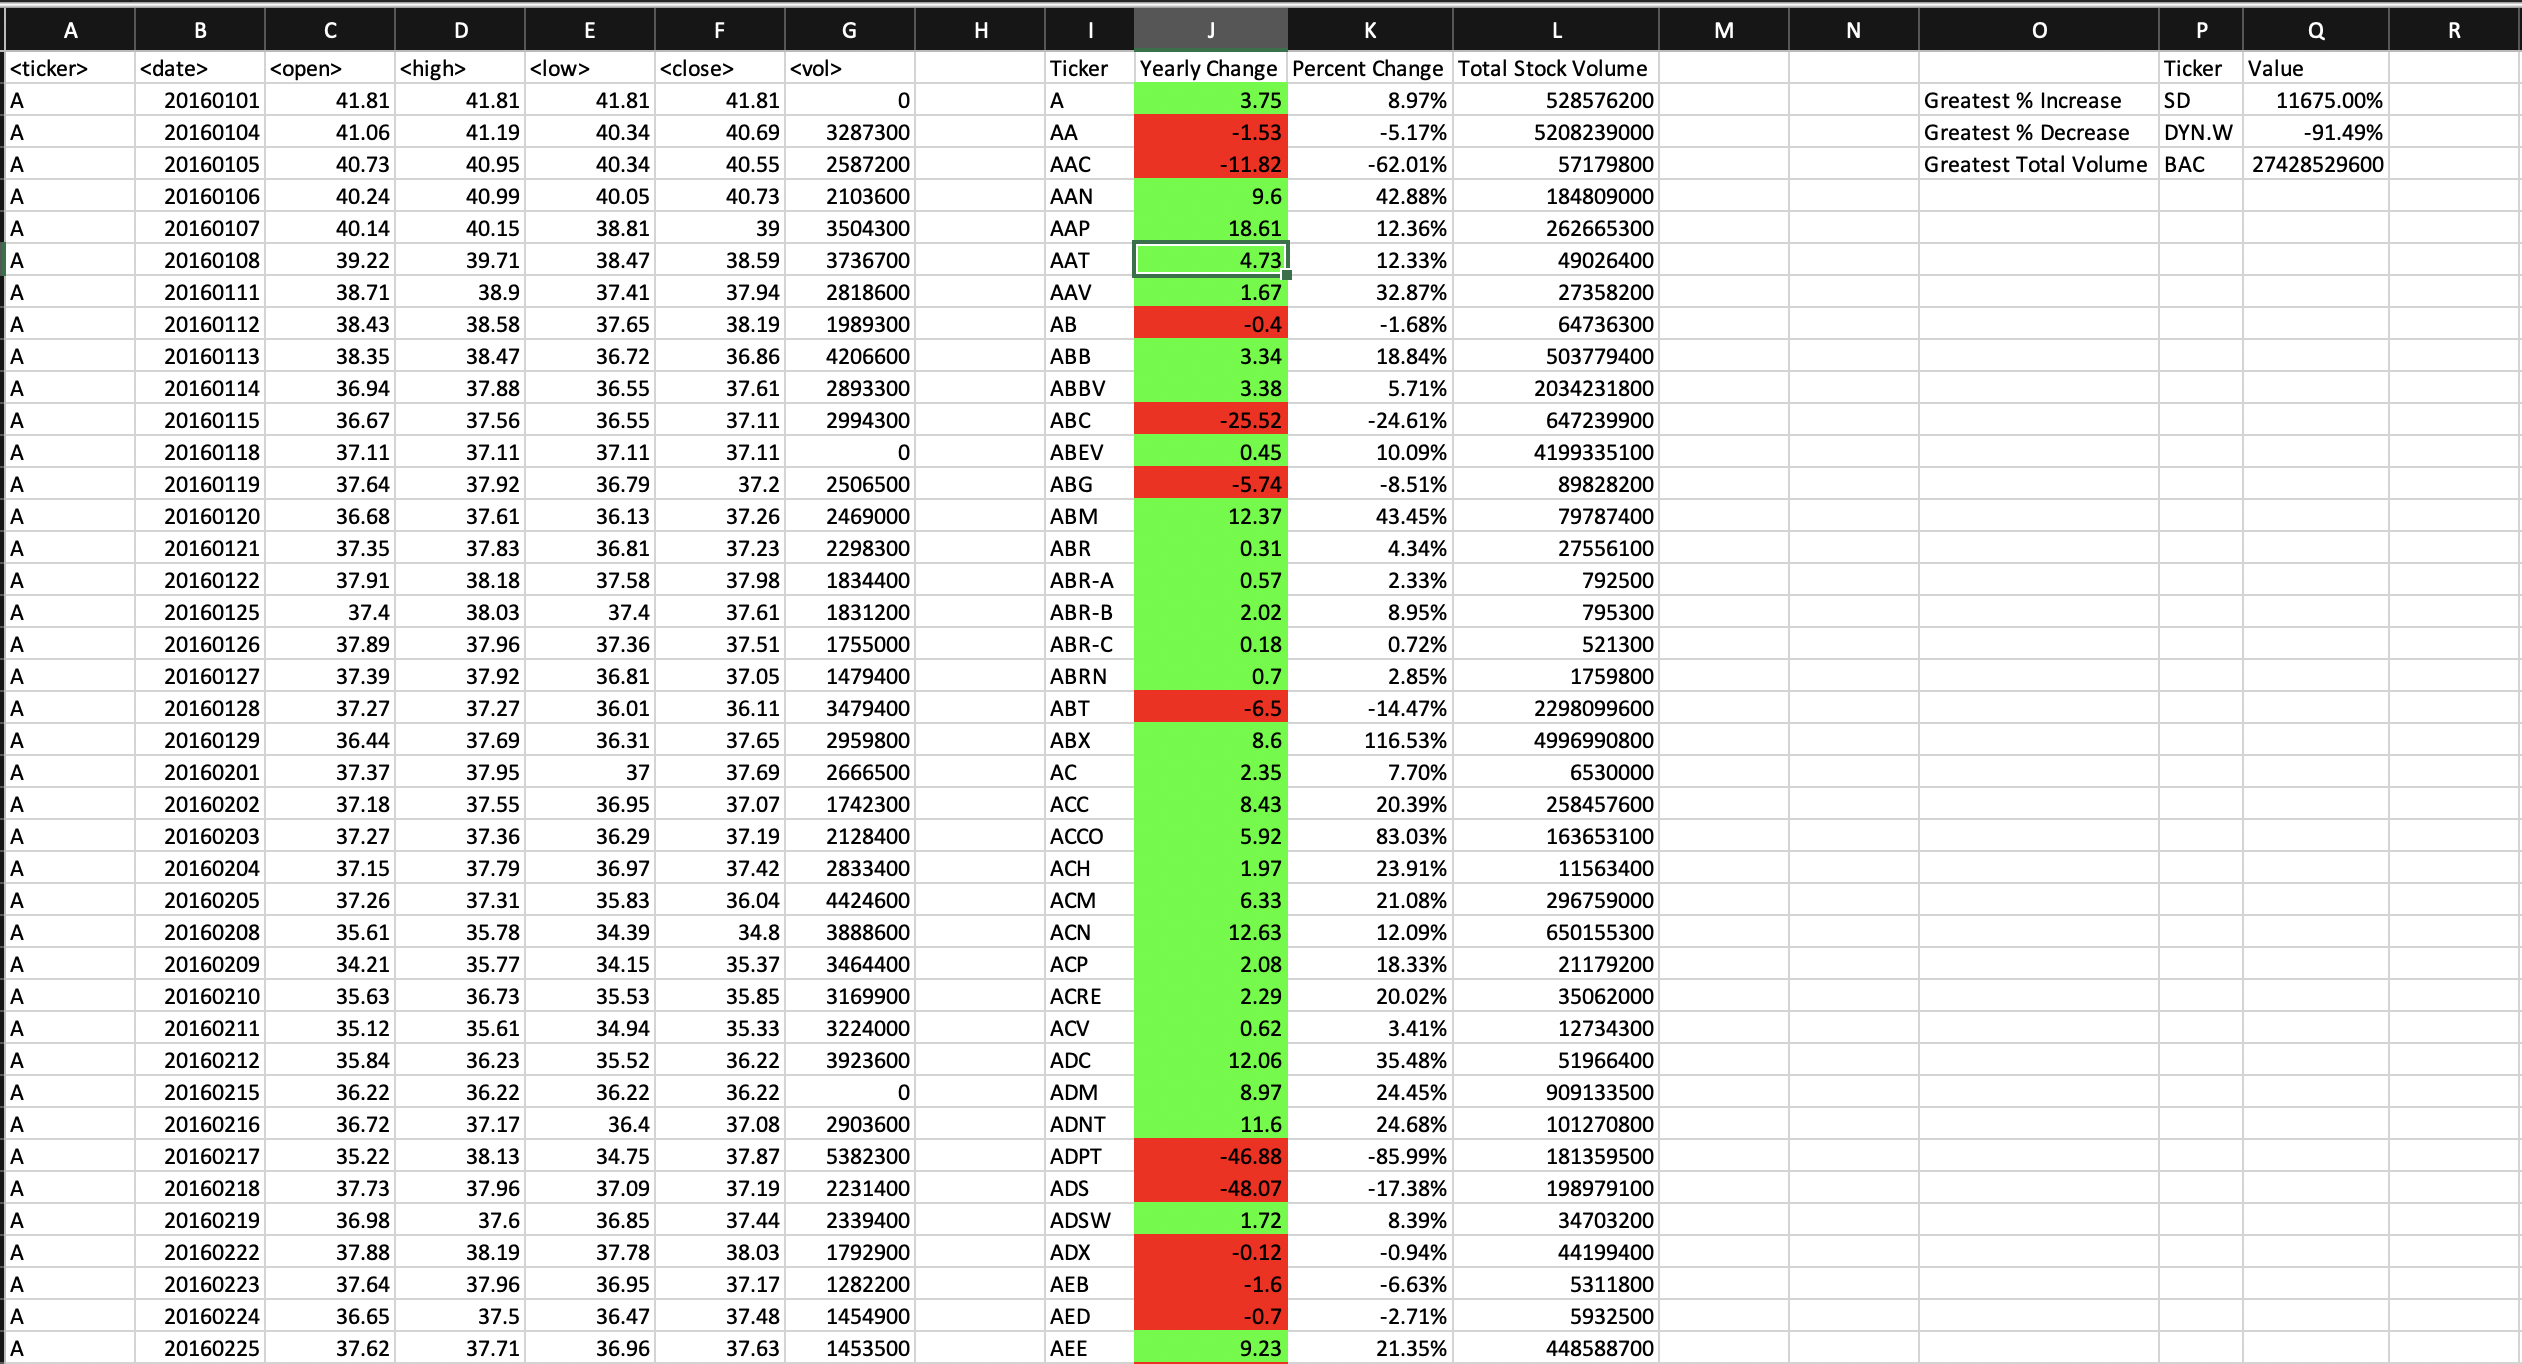 A B C D E F G H I J K L M N O P Q R
<ticker> <date> <open> <high> <low> <close> <vol> Ticker Yearly Change Percent Change Total Stock Volume Ticker Value
A 20160101 41.81 41.81 41.81 41.81 0 A 3.75 8.97% 528576200 Greatest % Increase SD 11675.00%
A 20160104 41.06 41.19 40.34 40.69 3287300 AA -1.53 -5.17% 5208239000 Greatest % Decrease DYN.W -91.49%
A 20160105 40.73 40.95 40.34 40.55 2587200 AAC -11.82 -62.01% 57179800 Greatest Total Volume BAC 27428529600
A 20160106 40.24 40.99 40.05 40.73 2103600 AAN 9.6 42.88% 184809000
A 20160107 40.14 40.15 38.81 39 3504300 AAP 18.61 12.36% 262665300
A 20160108 39.22 39.71 38.47 38.59 3736700 AAT 4.73 12.33% 49026400
A 20160111 38.71 38.9 37.41 37.94 2818600 AAV 1.67 32.87% 27358200
A 20160112 38.43 38.58 37.65 38.19 1989300 AB -0.4 -1.68% 64736300
A 20160113 38.35 38.47 36.72 36.86 4206600 ABB 3.34 18.84% 503779400
A 20160114 36.94 37.88 36.55 37.61 2893300 ABBV 3.38 5.71% 2034231800
A 20160115 36.67 37.56 36.55 37.11 2994300 ABC -25.52 -24.61% 647239900
A 20160118 37.11 37.11 37.11 37.11 0 ABEV 0.45 10.09% 4199335100
A 20160119 37.64 37.92 36.79 37.2 2506500 ABG -5.74 -8.51% 89828200
A 20160120 36.68 37.61 36.13 37.26 2469000 ABM 12.37 43.45% 79787400
A 20160121 37.35 37.83 36.81 37.23 2298300 ABR 0.31 4.34% 27556100
A 20160122 37.91 38.18 37.58 37.98 1834400 ABR-A 0.57 2.33% 792500
A 20160125 37.4 38.03 37.4 37.61 1831200 ABR-B 2.02 8.95% 795300
A 20160126 37.89 37.96 37.36 37.51 1755000 ABR-C 0.18 0.72% 521300
A 20160127 37.39 37.92 36.81 37.05 1479400 ABRN 0.7 2.85% 1759800
A 20160128 37.27 37.27 36.01 36.11 3479400 ABT -6.5 -14.47% 2298099600
A 20160129 36.44 37.69 36.31 37.65 2959800 ABX 8.6 116.53% 4996990800
A 20160201 37.37 37.95 37 37.69 2666500 AC 2.35 7.70% 6530000
A 20160202 37.18 37.55 36.95 37.07 1742300 ACC 8.43 20.39% 258457600
A 20160203 37.27 37.36 36.29 37.19 2128400 ACCO 5.92 83.03% 163653100
A 20160204 37.15 37.79 36.97 37.42 2833400 ACH 1.97 23.91% 11563400
A 20160205 37.26 37.31 35.83 36.04 4424600 ACM 6.33 21.08% 296759000
A 20160208 35.61 35.78 34.39 34.8 3888600 ACN 12.63 12.09% 650155300
A 20160209 34.21 35.77 34.15 35.37 3464400 ACP 2.08 18.33% 21179200
A 20160210 35.63 36.73 35.53 35.85 3169900 ACRE 2.29 20.02% 35062000
A 20160211 35.12 35.61 34.94 35.33 3224000 ACV 0.62 3.41% 12734300
A 20160212 35.84 36.23 35.52 36.22 3923600 ADC 12.06 35.48% 51966400
A 20160215 36.22 36.22 36.22 36.22 0 ADM 8.97 24.45% 909133500
A 20160216 36.72 37.17 36.4 37.08 2903600 ADNT 11.6 24.68% 101270800
A 20160217 35.22 38.13 34.75 37.87 5382300 ADPT -46.88 -85.99% 181359500
A 20160218 37.73 37.96 37.09 37.19 2231400 ADS -48.07 -17.38% 198979100
A 20160219 36.98 37.6 36.85 37.44 2339400 ADSW 1.72 8.39% 34703200
A 20160222 37.88 38.19 37.78 38.03 1792900 ADX -0.12 -0.94% 44199400
A 20160223 37.64 37.96 36.95 37.17 1282200 AEB -1.6 -6.63% 5311800
A 20160224 36.65 37.5 36.47 37.48 1454900 AED -0.7 -2.71% 5932500
A 20160225 37.62 37.71 36.96 37.63 1453500 AEE 9.23 21.35% 448588700